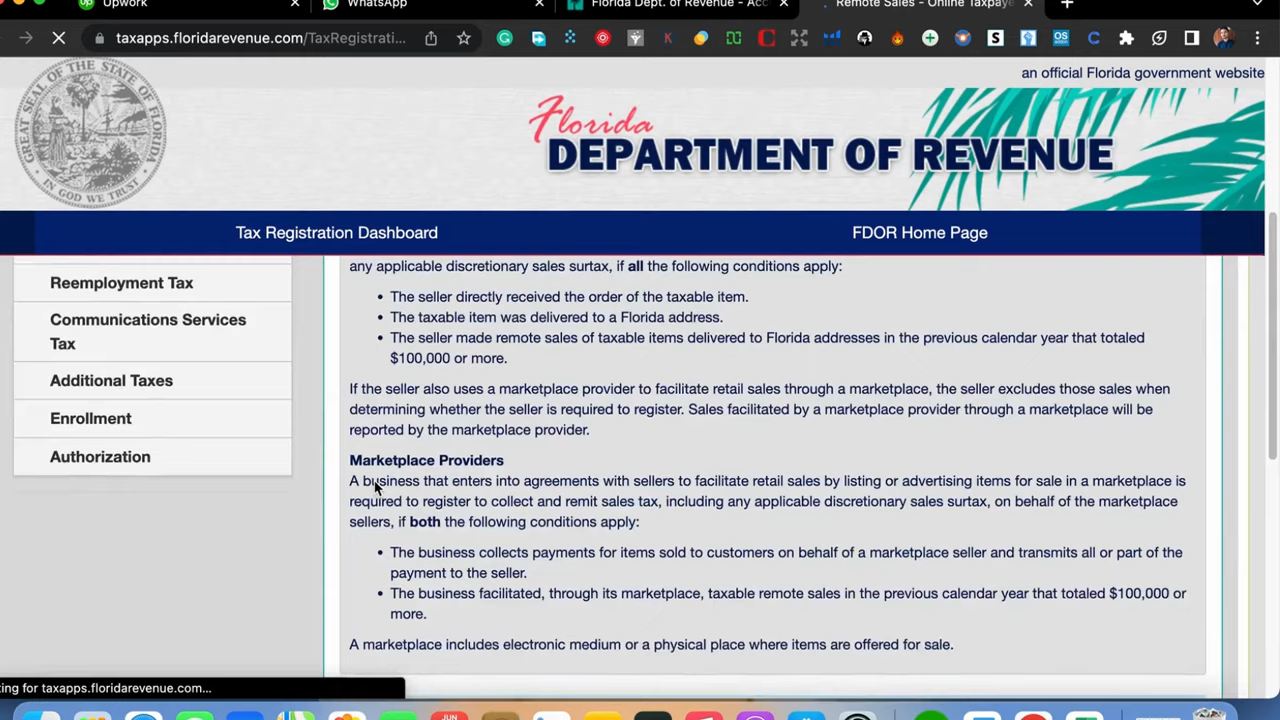 Upwork
WhatsApp
Florida Dept. of Revenue - Acc
Remote Sales - Online Taxpaye
taxapps.floridarevenue.com/TaxRegistrati...
an official Florida government website
Florida
DEPARTMENT OF REVENUE
Tax Registration Dashboard
FDOR Home Page
Reemployment Tax
Communications Services
Tax
Additional Taxes
Enrollment
Authorization
any applicable discretionary sales surtax, if all the following conditions apply:
• The seller directly received the order of the taxable item.
• The taxable item was delivered to a Florida address.
• The seller made remote sales of taxable items delivered to Florida addresses in the previous calendar year that totaled
$100,000 or more.
If the seller also uses a marketplace provider to facilitate retail sales through a marketplace, the seller excludes those sales when
determining whether the seller is required to register. Sales facilitated by a marketplace provider through a marketplace will be
reported by the marketplace provider.
Marketplace Providers
A business that enters into agreements with sellers to facilitate retail sales by listing or advertising items for sale in a marketplace is
required to register to collect and remit sales tax, including any applicable discretionary sales surtax, on behalf of the marketplace
sellers, if both the following conditions apply:
• The business collects payments for items sold to customers on behalf of a marketplace seller and transmits all or part of the
payment to the seller.
• The business facilitated, through its marketplace, taxable remote sales in the previous calendar year that totaled $100,000 or
more.
A marketplace includes electronic medium or a physical place where items are offered for sale.
ting for taxapps.floridarevenue.com...
JUN